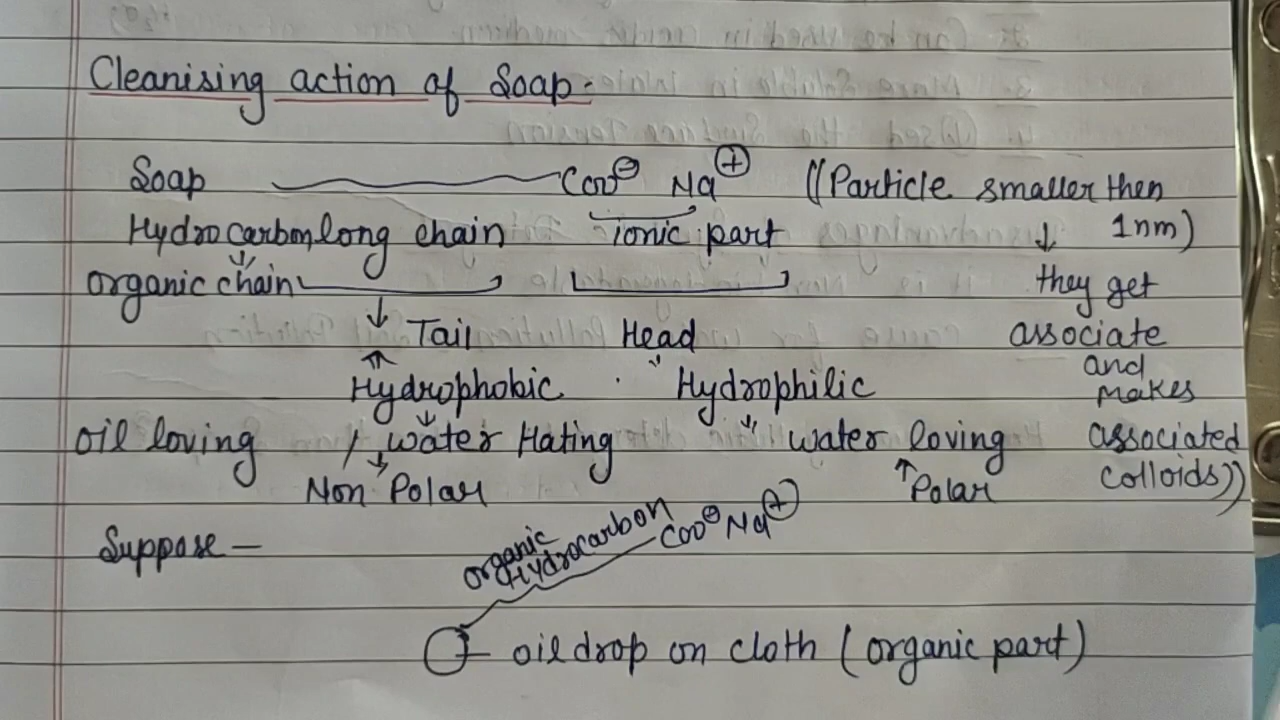 Cleanising action of Soap:-
Soap Coo⊖ Na⊕ ((Particle smaller then
Hydrocarbon long chain ionic part ↓ 1nm)
organic chain they get
↓ Tail Head associate
and
Hydrophobic Hydrophilic makes
oil loving / water Hating water loving associated
Non Polar ↑Polar colloids))
Suppose —
organic
Hydrocarbon Coo⊖ Na⊕
oil drop on cloth (organic part)